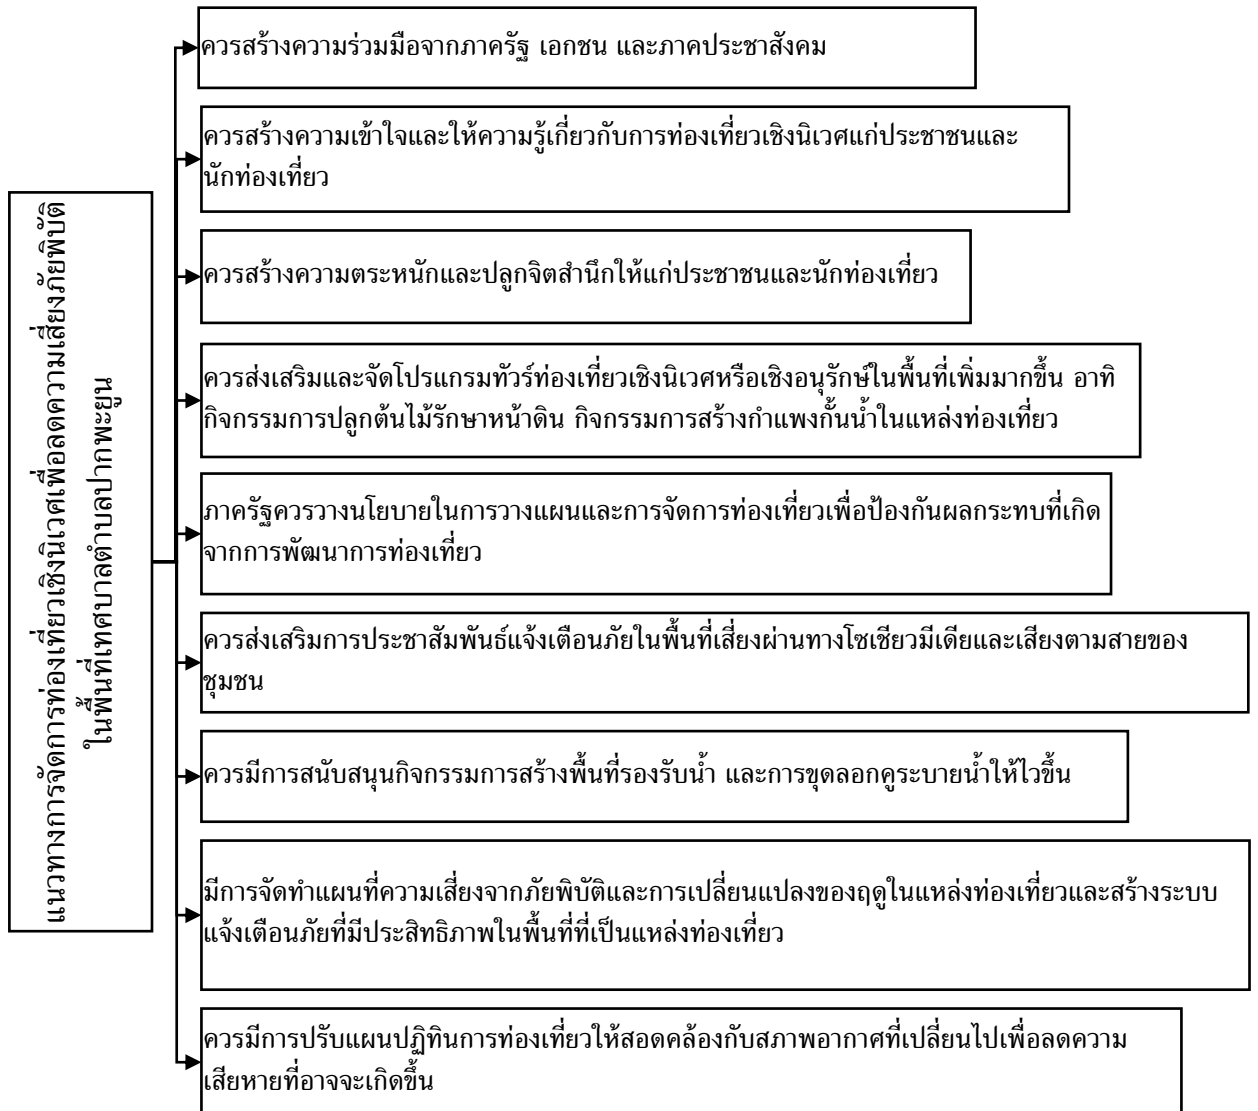 แนวทางการจัดการท่องเที่ยวเชิงนิเวศเพื่อลดความเสี่ยงภัยพิบัติ
ในพื้นที่เทศบาลตำบลปากพะยูน
ควรสร้างความร่วมมือจากภาครัฐ เอกชน และภาคประชาสังคม
ควรสร้างความเข้าใจและให้ความรู้เกี่ยวกับการท่องเที่ยวเชิงนิเวศแก่ประชาชนและ
นักท่องเที่ยว
ควรสร้างความตระหนักและปลูกจิตสำนึกให้แก่ประชาชนและนักท่องเที่ยว
ควรส่งเสริมและจัดโปรแกรมทัวร์ท่องเที่ยวเชิงนิเวศหรือเชิงอนุรักษ์ในพื้นที่เพิ่มมากขึ้น อาทิ
กิจกรรมการปลูกต้นไม้รักษาหน้าดิน กิจกรรมการสร้างกำแพงกั้นน้ำในแหล่งท่องเที่ยว
ภาครัฐควรวางนโยบายในการวางแผนและการจัดการท่องเที่ยวเพื่อป้องกันผลกระทบที่เกิด
จากการพัฒนาการท่องเที่ยว
ควรส่งเสริมการประชาสัมพันธ์แจ้งเตือนภัยในพื้นที่เสี่ยงผ่านทางโซเชียวมีเดียและเสียงตามสายของ
ชุมชน
ควรมีการสนับสนุนกิจกรรมการสร้างพื้นที่รองรับน้ำ และการขุดลอกคูระบายน้ำให้ไวขึ้น
มีการจัดทำแผนที่ความเสี่ยงจากภัยพิบัติและการเปลี่ยนแปลงของฤดูในแหล่งท่องเที่ยวและสร้างระบบ
แจ้งเตือนภัยที่มีประสิทธิภาพในพื้นที่ที่เป็นแหล่งท่องเที่ยว
ควรมีการปรับแผนปฏิทินการท่องเที่ยวให้สอดคล้องกับสภาพอากาศที่เปลี่ยนไปเพื่อลดความ
เสียหายที่อาจจะเกิดขึ้น